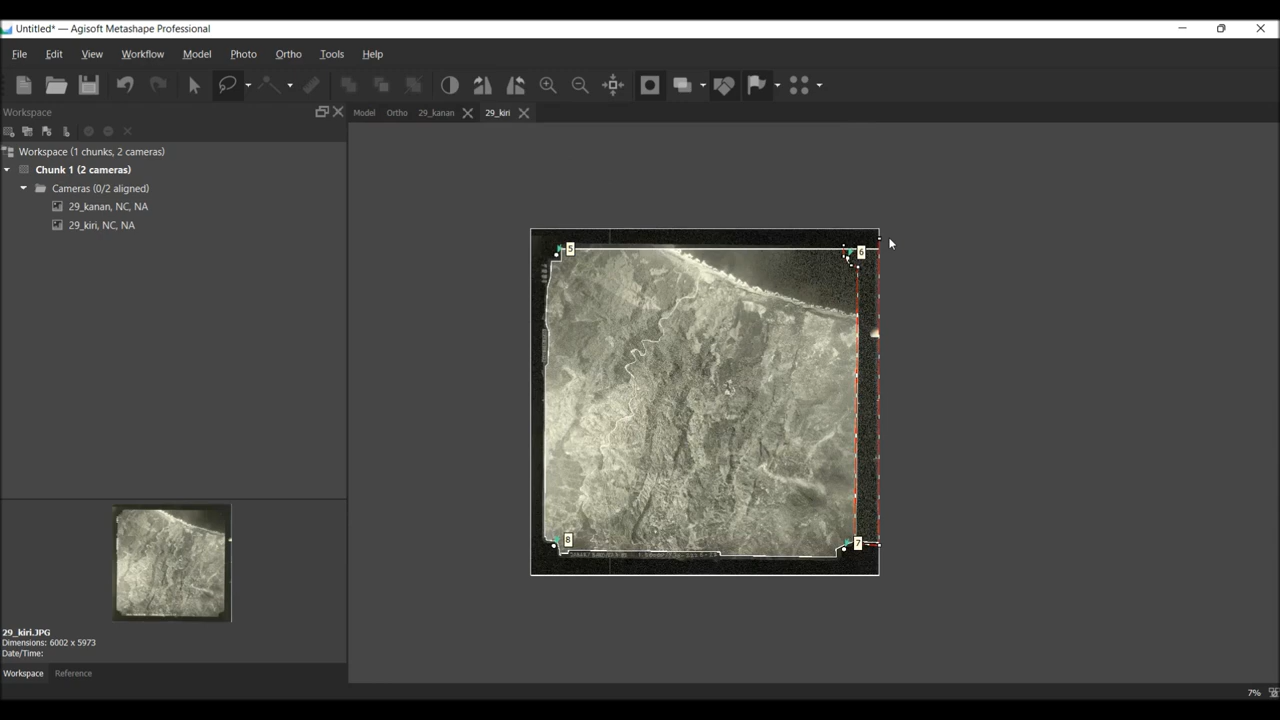 Untitled* — Agisoft Metashape Professional
File Edit View Workflow Model Photo Ortho Tools Help
Workspace
Model Ortho 29_kanan 29_kiri
Workspace (1 chunks, 2 cameras)
Chunk 1 (2 cameras)
Cameras (0/2 aligned)
29_kanan, NC, NA
29_kiri, NC, NA
5
6
8
7
29_kiri.JPG
Dimensions: 6002 x 5973
Date/Time:
Workspace Reference
7%